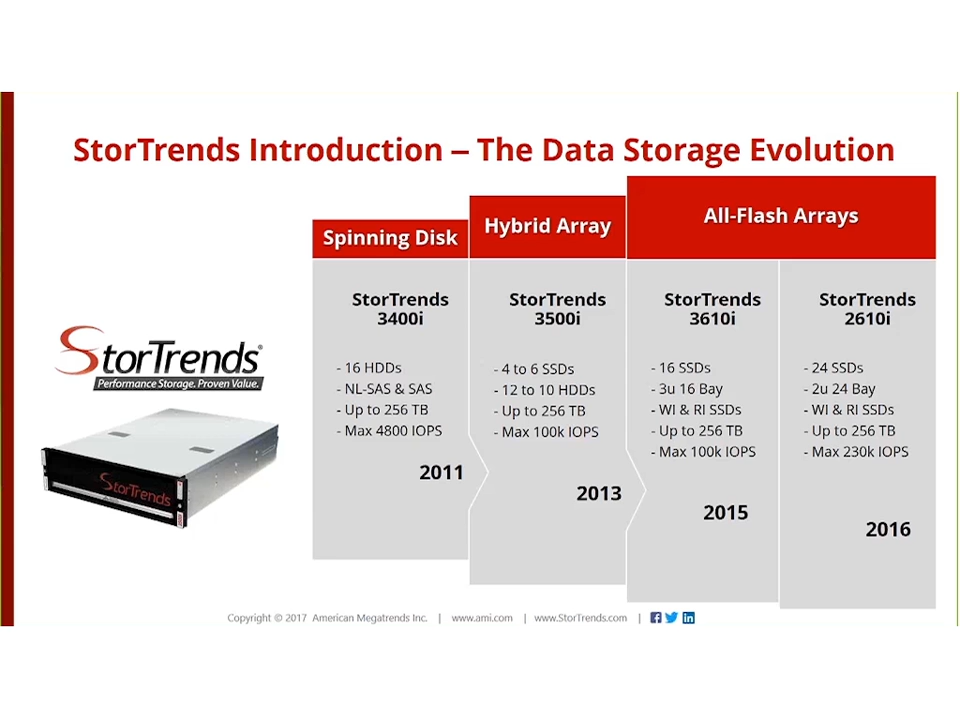 StorTrends Introduction – The Data Storage Evolution
Spinning Disk
Hybrid Array
All-Flash Arrays
StorTrends
3400i
- 16 HDDs
- NL-SAS & SAS
- Up to 256 TB
- Max 4800 IOPS
2011
StorTrends
3500i
- 4 to 6 SSDs
- 12 to 10 HDDs
- Up to 256 TB
- Max 100k IOPS
2013
StorTrends
3610i
- 16 SSDs
- 3u 16 Bay
- WI & RI SSDs
- Up to 256 TB
- Max 100k IOPS
2015
StorTrends
2610i
- 24 SSDs
- 2u 24 Bay
- WI & RI SSDs
- Up to 256 TB
- Max 230k IOPS
2016
StorTrends®
Performance Storage. Proven Value.
StorTrends
Copyright © 2017 American Megatrends Inc. | www.ami.com | www.StorTrends.com |